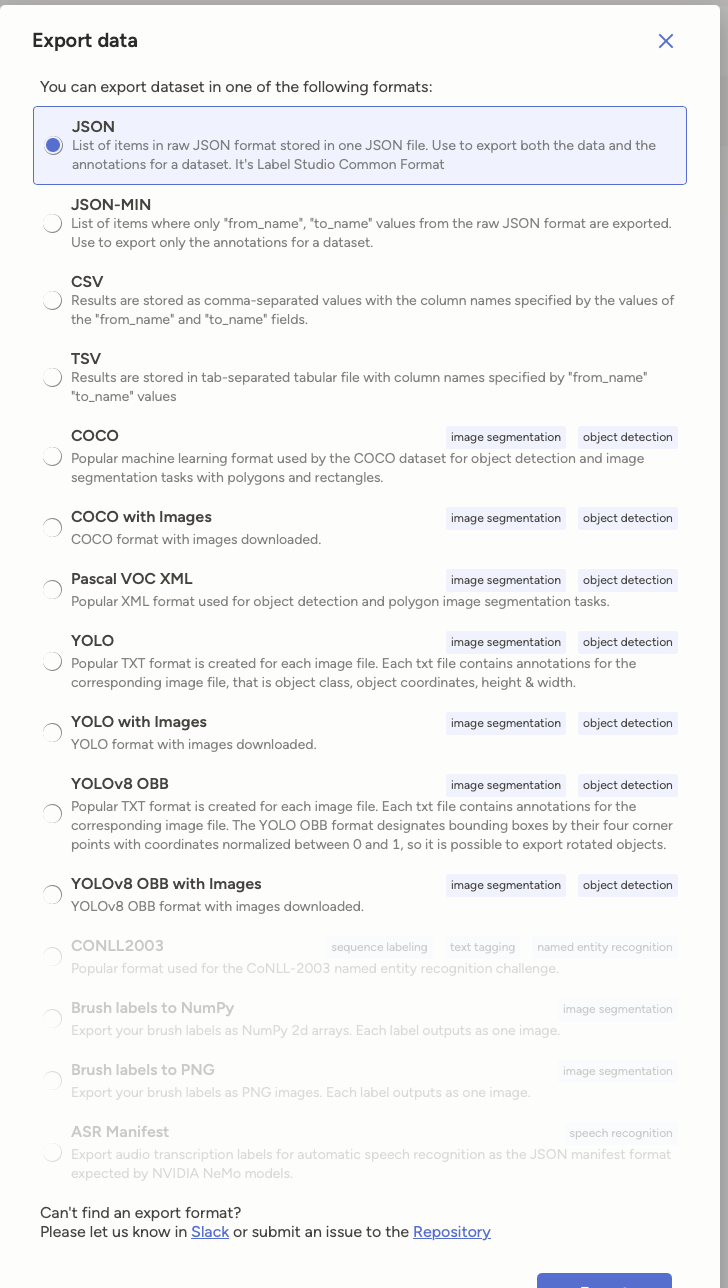 Export data
You can export dataset in one of the following formats:
JSON
List of items in raw JSON format stored in one JSON file. Use to export both the data and the
annotations for a dataset. It's Label Studio Common Format
JSON-MIN
List of items where only "from_name", "to_name" values from the raw JSON format are exported.
Use to export only the annotations for a dataset.
CSV
Results are stored as comma-separated values with the column names specified by the values of
the "from_name" and "to_name" fields.
TSV
Results are stored in tab-separated tabular file with column names specified by "from_name"
"to_name" values
COCO image segmentation object detection
Popular machine learning format used by the COCO dataset for object detection and image
segmentation tasks with polygons and rectangles.
COCO with Images image segmentation object detection
COCO format with images downloaded.
Pascal VOC XML image segmentation object detection
Popular XML format used for object detection and polygon image segmentation tasks.
YOLO image segmentation object detection
Popular TXT format is created for each image file. Each txt file contains annotations for the
corresponding image file, that is object class, object coordinates, height & width.
YOLO with Images image segmentation object detection
YOLO format with images downloaded.
YOLOv8 OBB image segmentation object detection
Popular TXT format is created for each image file. Each txt file contains annotations for the
corresponding image file. The YOLO OBB format designates bounding boxes by their four corner
points with coordinates normalized between 0 and 1, so it is possible to export rotated objects.
YOLOv8 OBB with Images image segmentation object detection
YOLOv8 OBB format with images downloaded.
CONLL2003 sequence labeling text tagging named entity recognition
Popular format used for the CoNLL-2003 named entity recognition challenge.
Brush labels to NumPy image segmentation
Export your brush labels as NumPy 2d arrays. Each label outputs as one image.
Brush labels to PNG image segmentation
Export your brush labels as PNG images. Each label outputs as one image.
ASR Manifest speech recognition
Export audio transcription labels for automatic speech recognition as the JSON manifest format
expected by NVIDIA NeMo models.
Can't find an export format?
Please let us know in Slack or submit an issue to the Repository